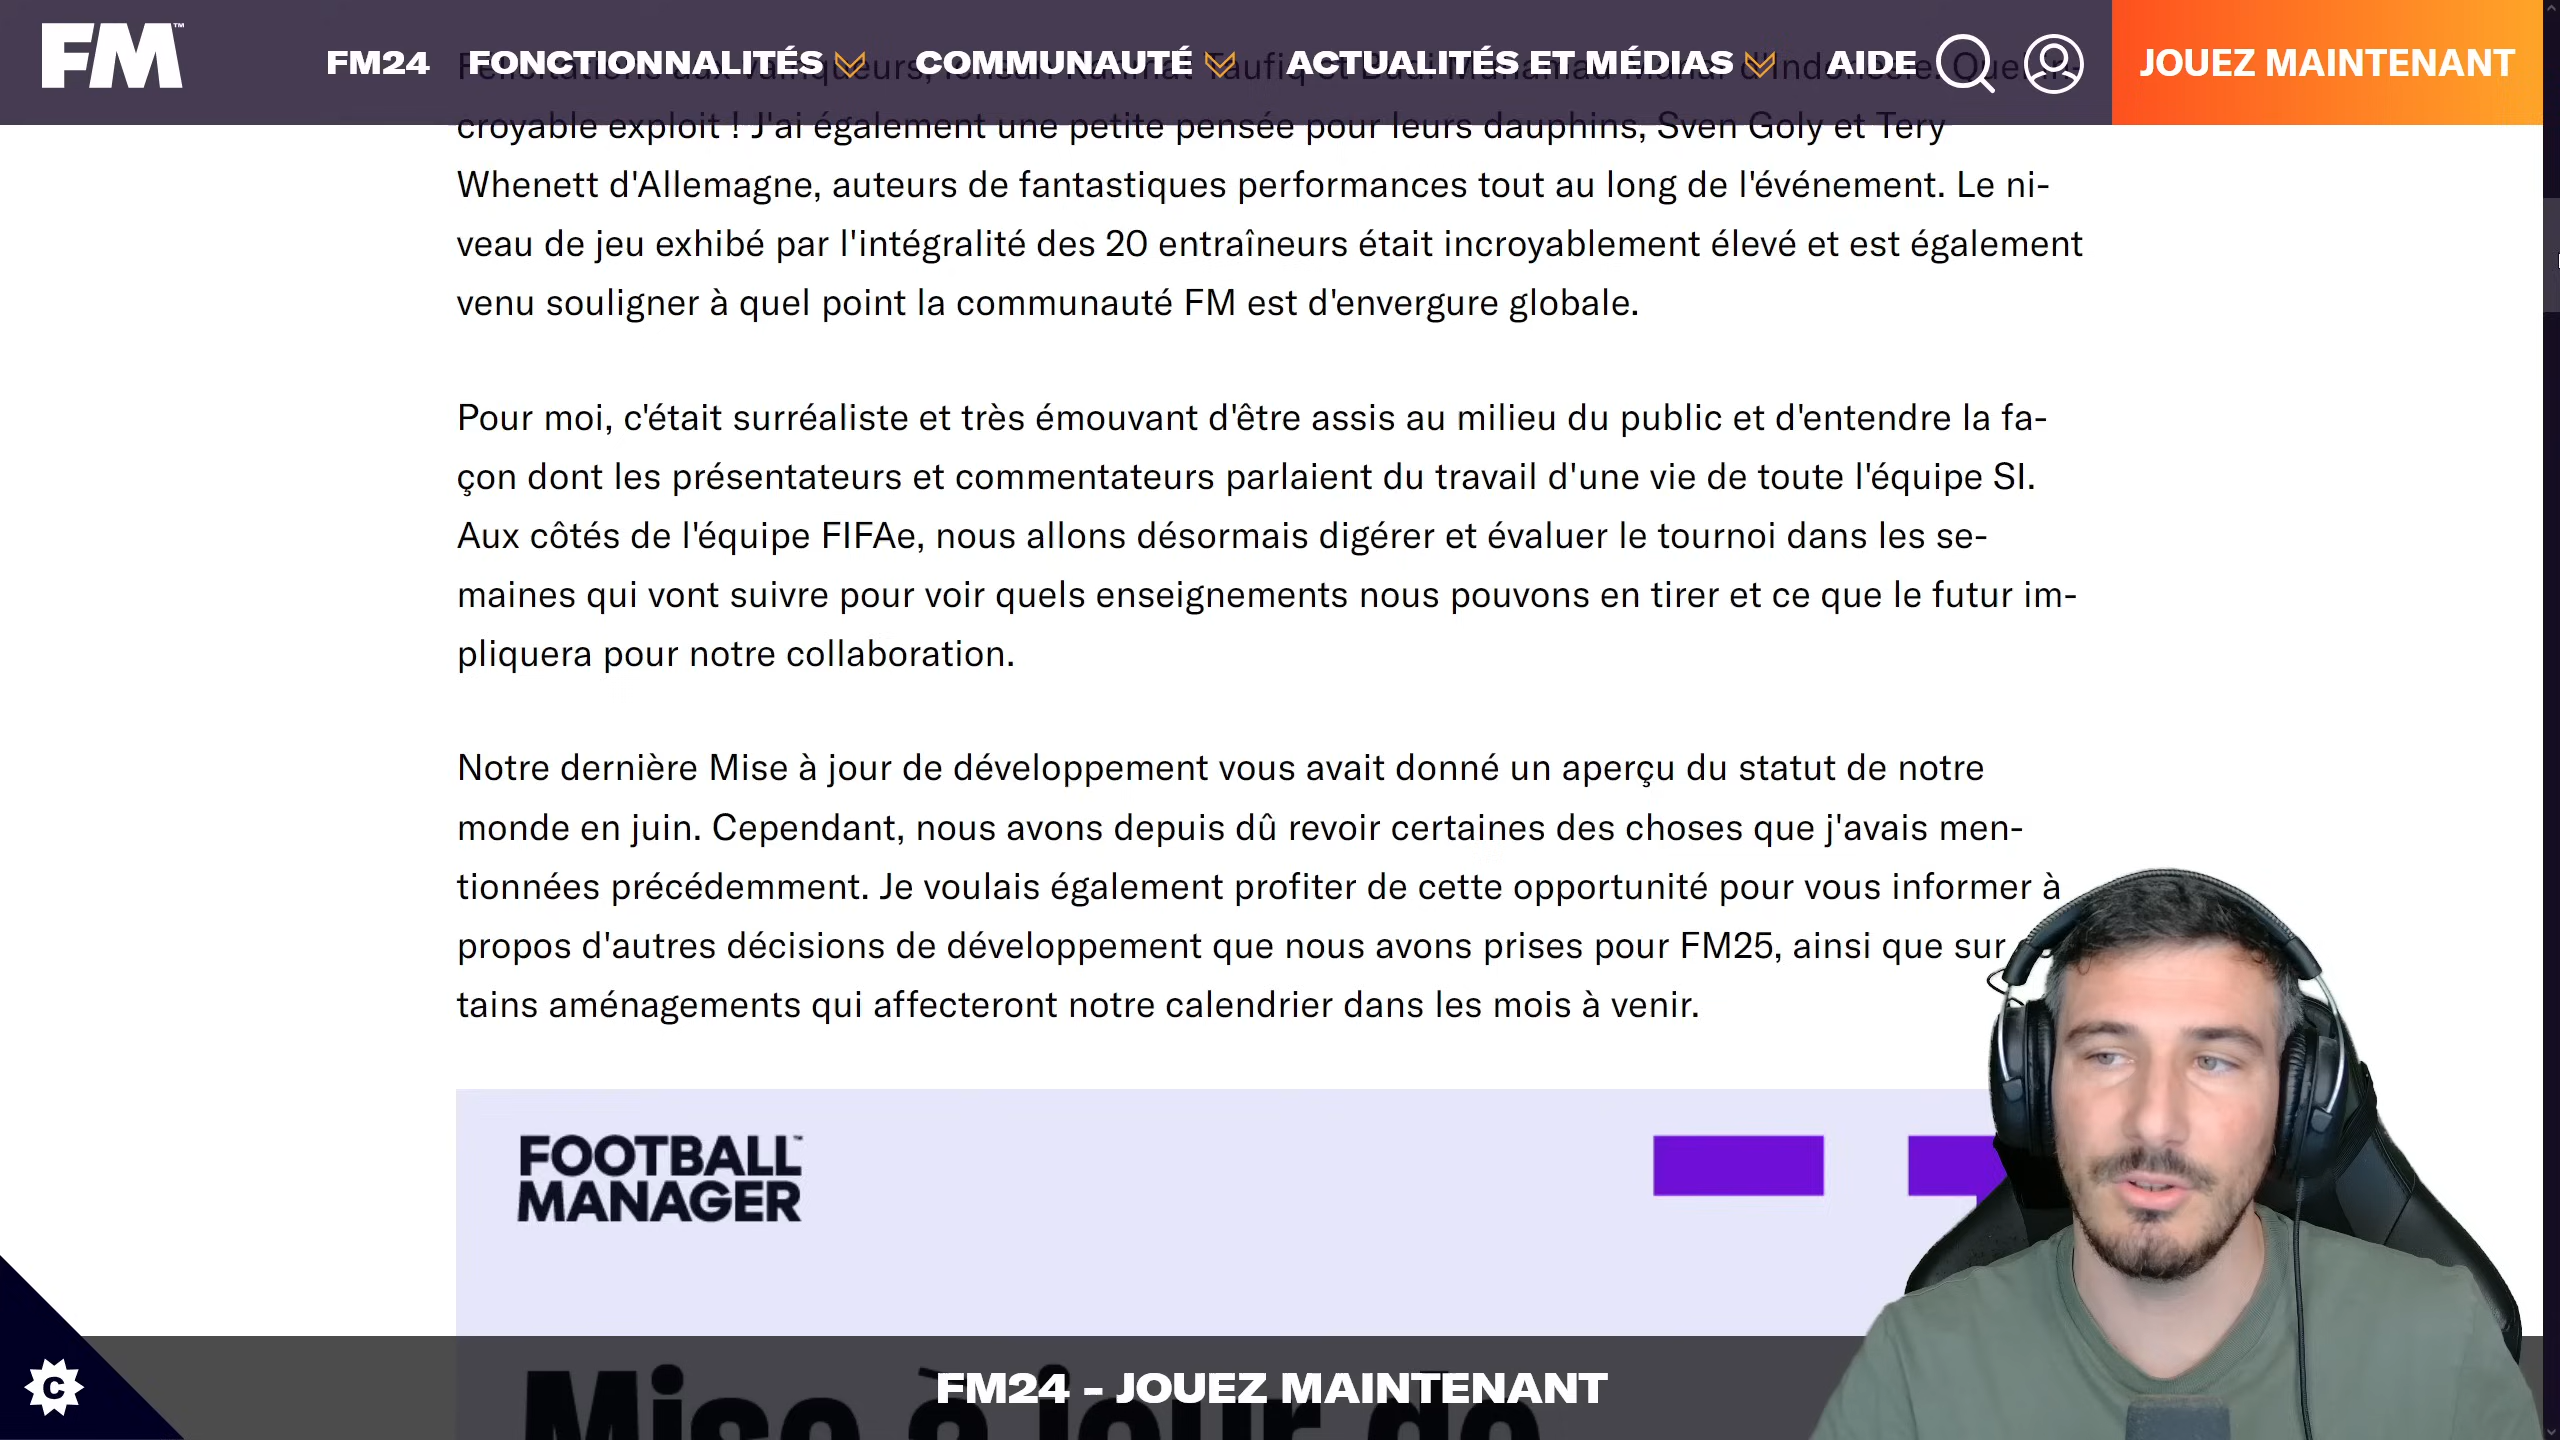 FM™
FM24 FONCTIONNALITÉS COMMUNAUTÉ ACTUALITÉS ET MÉDIAS AIDE
JOUEZ MAINTENANT
croyable exploit ! J'ai également une petite pensée pour leurs dauphins, Sven Goly et Tery
Whenett d'Allemagne, auteurs de fantastiques performances tout au long de l'événement. Le ni-
veau de jeu exhibé par l'intégralité des 20 entraîneurs était incroyablement élevé et est également
venu souligner à quel point la communauté FM est d'envergure globale.
Pour moi, c'était surréaliste et très émouvant d'être assis au milieu du public et d'entendre la fa-
çon dont les présentateurs et commentateurs parlaient du travail d'une vie de toute l'équipe SI.
Aux côtés de l'équipe FIFAe, nous allons désormais digérer et évaluer le tournoi dans les se-
maines qui vont suivre pour voir quels enseignements nous pouvons en tirer et ce que le futur im-
pliquera pour notre collaboration.
Notre dernière Mise à jour de développement vous avait donné un aperçu du statut de notre
monde en juin. Cependant, nous avons depuis dû revoir certaines des choses que j'avais men-
tionnées précédemment. Je voulais également profiter de cette opportunité pour vous informer à
propos d'autres décisions de développement que nous avons prises pour FM25, ainsi que sur
tains aménagements qui affecteront notre calendrier dans les mois à venir.
FOOTBALL™
MANAGER
Mise à jour de
C
FM24 - JOUEZ MAINTENANT